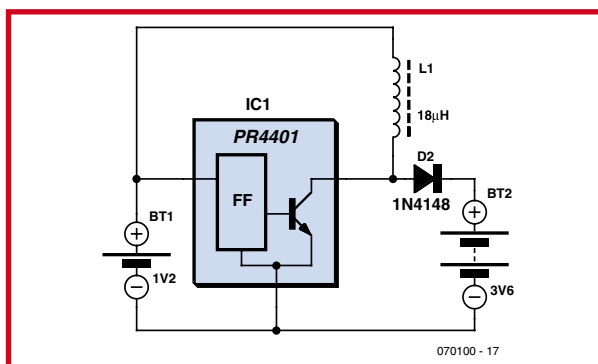 L1
18µH
IC1
PR4401
FF
D2
1N4148
BT1
1V2
BT2
3V6
070100 - 17